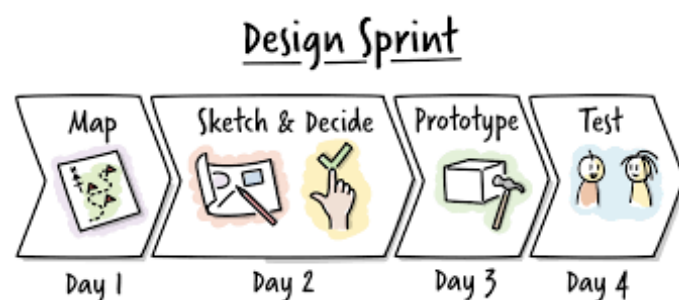 Design Sprint
Map
Sketch & Decide
Prototype
Test
Day 1
Day 2
Day 3
Day 4